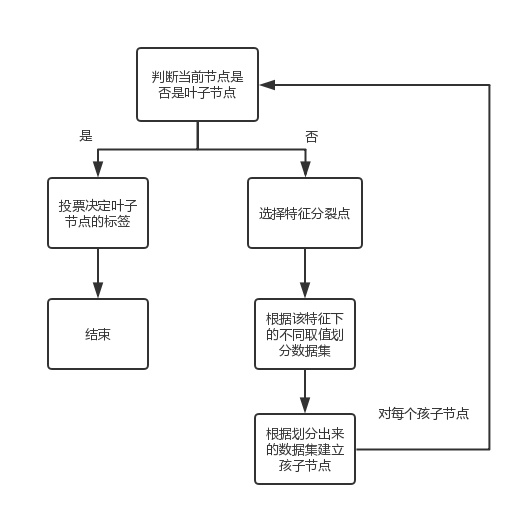 判断当前节点是
否是叶子节点
是
否
投票决定叶子
节点的标签
选择特征分裂点
结束
根据该特征下
的不同取值划
分数据集
对每个孩子节点
根据划分出来
的数据集建立
孩子节点